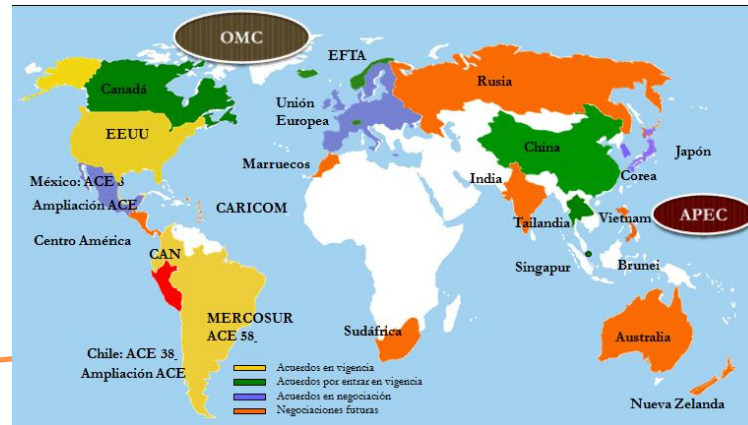 OMC
EFTA
Rusia
Canadá
Unión
Europea
EEUU
China
Marruecos
Japón
India
Corea
México: ACE 8
Ampliación ACE
CARICOM
Tailandia
Vietnam
APEC
Centro América
CAN
Singapur
Brunei
MERCOSUR
ACE 58
Sudáfrica
Australia
Chile: ACE 38
Ampliación ACE
Acuerdos en vigencia
Acuerdos por entrar en vigencia
Acuerdos en negociación
Negociaciones futuras
Nueva Zelanda